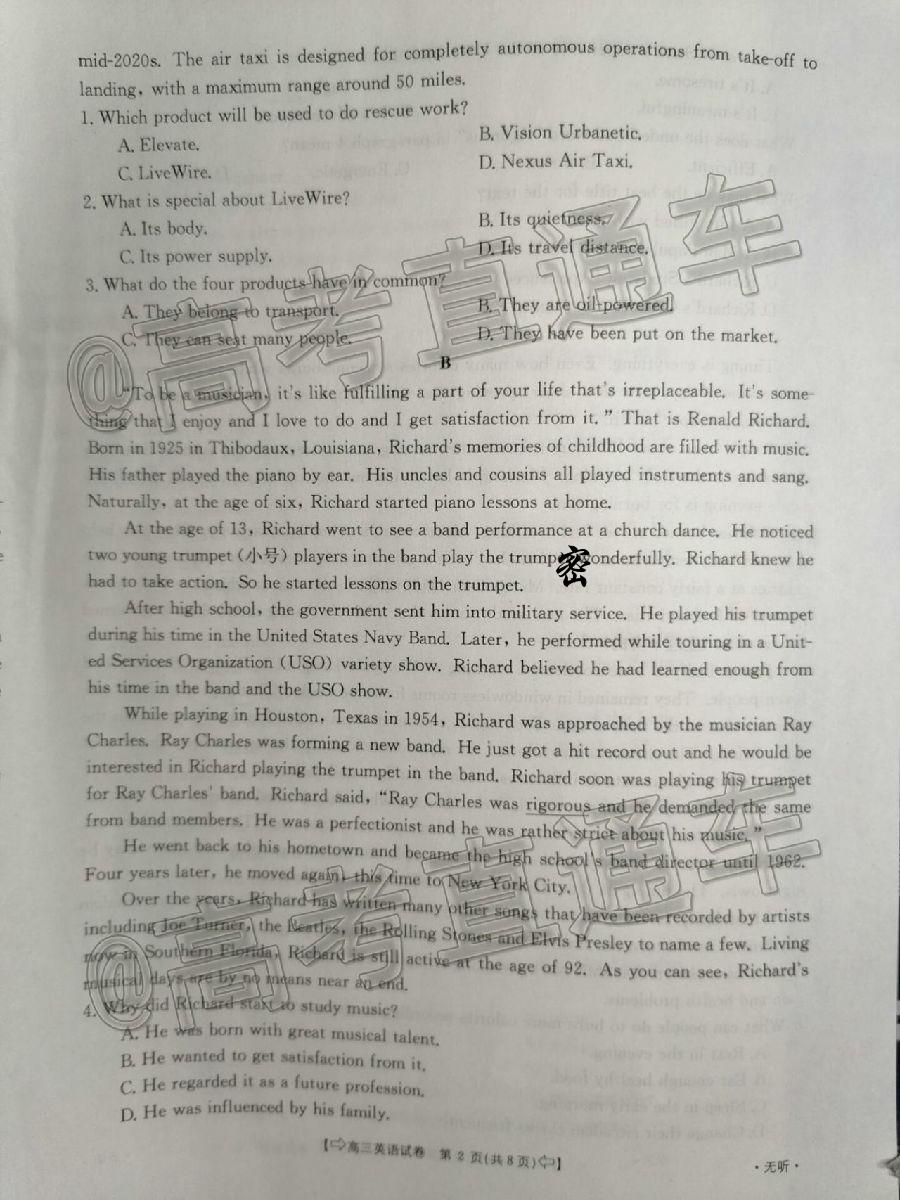 mid-2020s. The air taxi is designed for completely autonomous operations from take-off to
landing, with a maximum range around 50 miles.
1. Which product will be used to do rescue work?
A. Elevate.
B. Vision Urbanetic.
C. LiveWire.
D. Nexus Air Taxi.
2. What is special about LiveWire?
A. Its body.
B. Its quietness.
C. Its power supply.
D. Its travel distance.
3. What do the four products have in common?
A. They belong to transport.
B. They are oil-powered.
C. They can seat many people.
D. They have been put on the market.
B
"To be a musician, it's like fulfilling a part of your life that's irreplaceable. It's some-
thing that I enjoy and I love to do and I get satisfaction from it." That is Renald Richard.
Born in 1925 in Thibodaux, Louisiana, Richard's memories of childhood are filled with music.
His father played the piano by ear. His uncles and cousins all played instruments and sang.
Naturally, at the age of six, Richard started piano lessons at home.
At the age of 13, Richard went to see a band performance at a church dance. He noticed
two young trumpet (小号) players in the band play the trumpet wonderfully. Richard knew he
had to take action. So he started lessons on the trumpet.
密
After high school, the government sent him into military service. He played his trumpet
during his time in the United States Navy Band. Later, he performed while touring in a Unit-
ed Services Organization (USO) variety show. Richard believed he had learned enough from
his time in the band and the USO show.
While playing in Houston, Texas in 1954, Richard was approached by the musician Ray
Charles. Ray Charles was forming a new band. He just got a hit record out and he would be
interested in Richard playing the trumpet in the band. Richard soon was playing his trumpet
for Ray Charles' band. Richard said, "Ray Charles was rigorous and he demanded the same
from band members. He was a perfectionist and he was rather strict about his music."
He went back to his hometown and became the high school's band director until 1962.
Four years later, he moved again, this time to New York City.
Over the years, Richard has written many other songs that have been recorded by artists
including Joe Turner, the Beatles, the Rolling Stones and Elvis Presley to name a few. Living
now in Southern Florida, Richard is still active at the age of 92. As you can see, Richard's
musical days are by no means near an end.
4. Why did Richard start to study music?
A. He was born with great musical talent.
B. He wanted to get satisfaction from it.
C. He regarded it as a future profession.
D. He was influenced by his family.
【⇨高三英语试卷 第2页(共8页)⇦】
·无听·
@高考直通车
@高考直通车